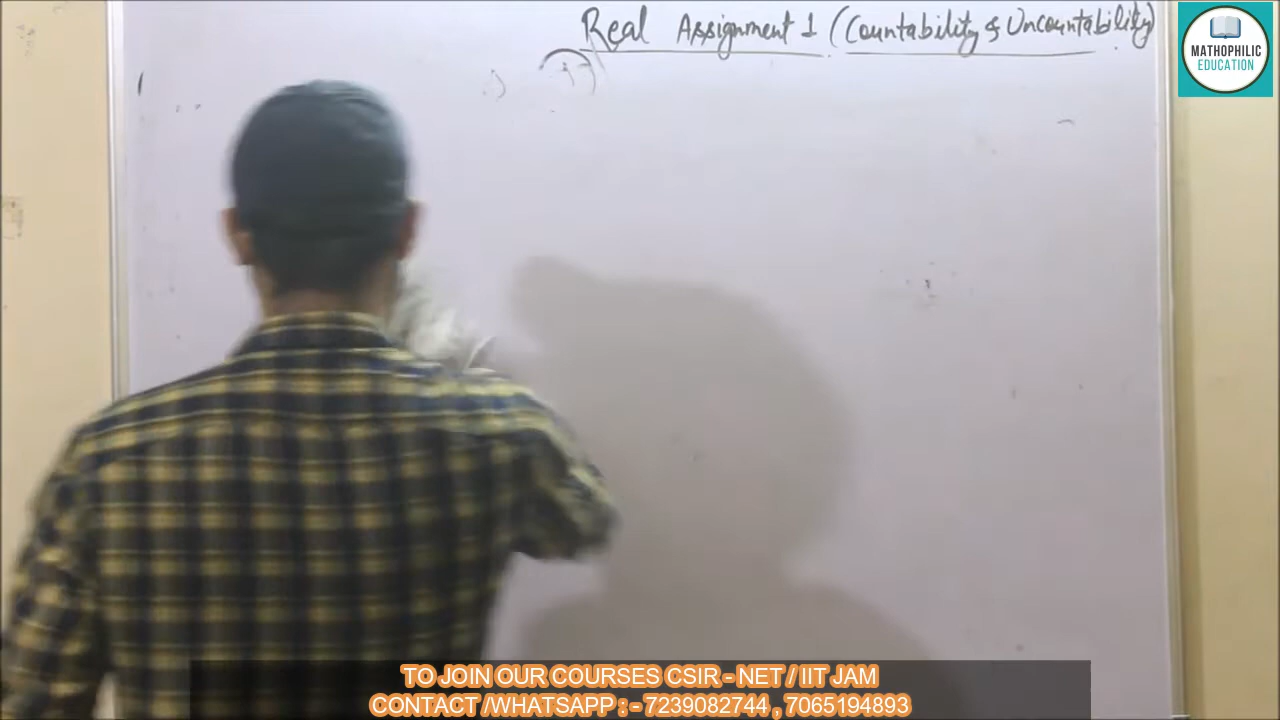 Real Assignment 1 (Countability & Uncountability)
MATHOPHILIC
EDUCATION
TO JOIN OUR COURSES CSIR - NET / IIT JAM
CONTACT /WHATSAPP : - 7239082744 , 7065194893